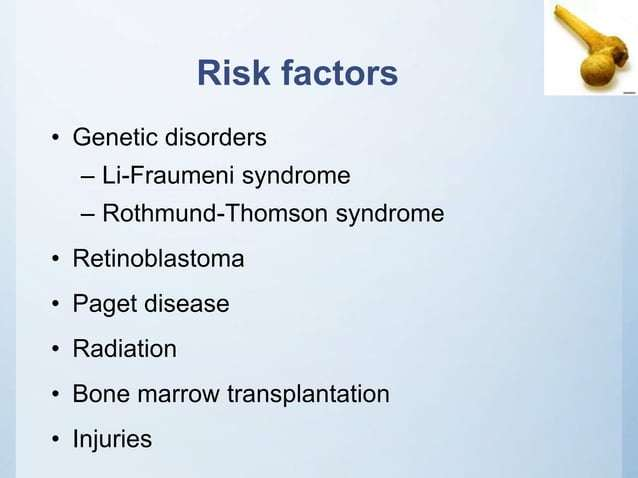 Risk factors
• Genetic disorders
– Li-Fraumeni syndrome
– Rothmund-Thomson syndrome
• Retinoblastoma
• Paget disease
• Radiation
• Bone marrow transplantation
• Injuries